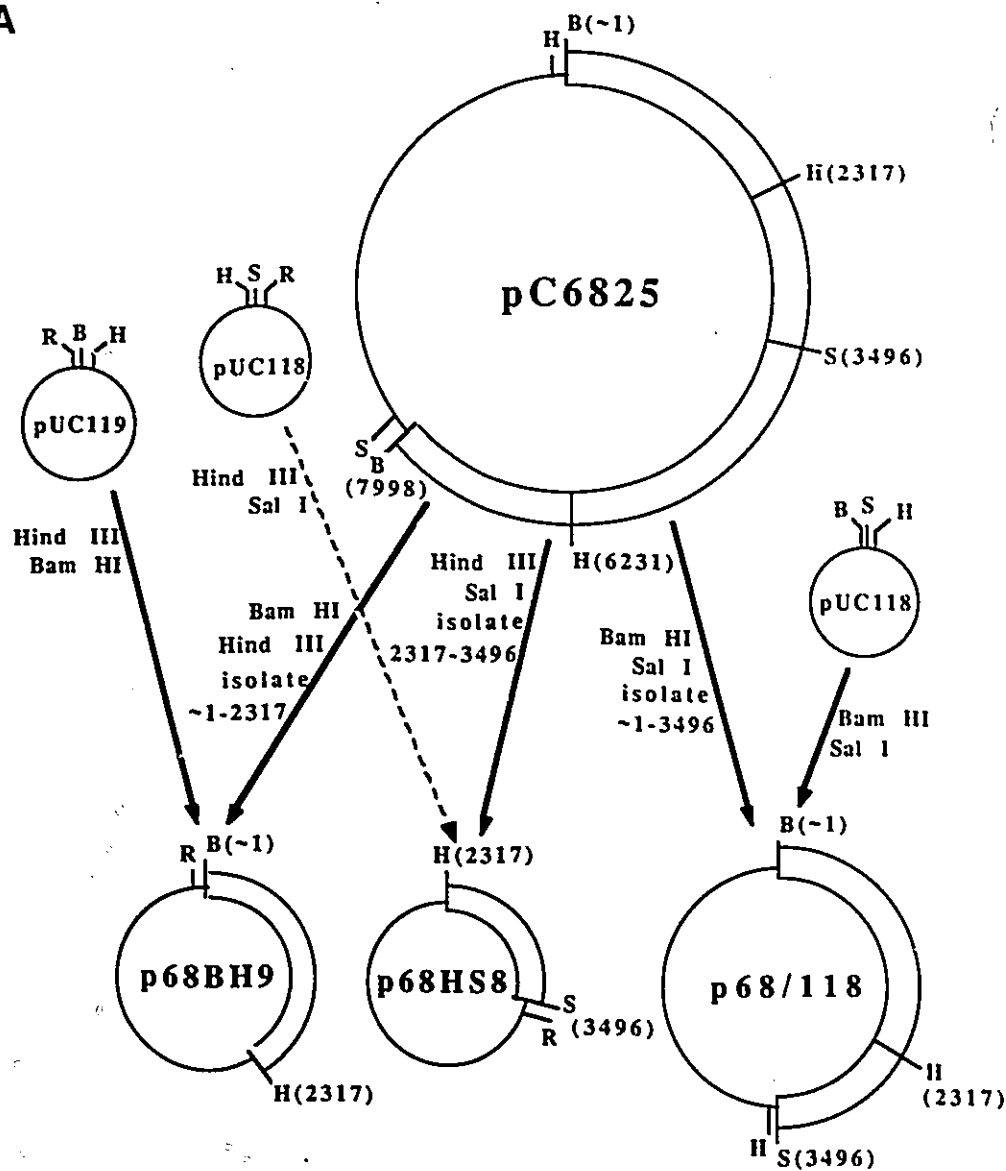 A
B(~1)
H
H(2317)
pC6825
S(3496)
H S R
pUC118
R B H
pUC119
S
B
(7998)
H(6231)
Hind III
Sal I
Hind III
Bam HI
Bam HI
Hind III
isolate
~1-2317
Hind III
Sal I
isolate
2317-3496
Bam HI
Sal I
isolate
~1-3496
B S H
pUC118
Bam HI
Sal I
R B(~1)
p68BH9
H(2317)
H(2317)
p68HS8
S
(3496)
R
B(~1)
p68/118
H
(2317)
H
S(3496)